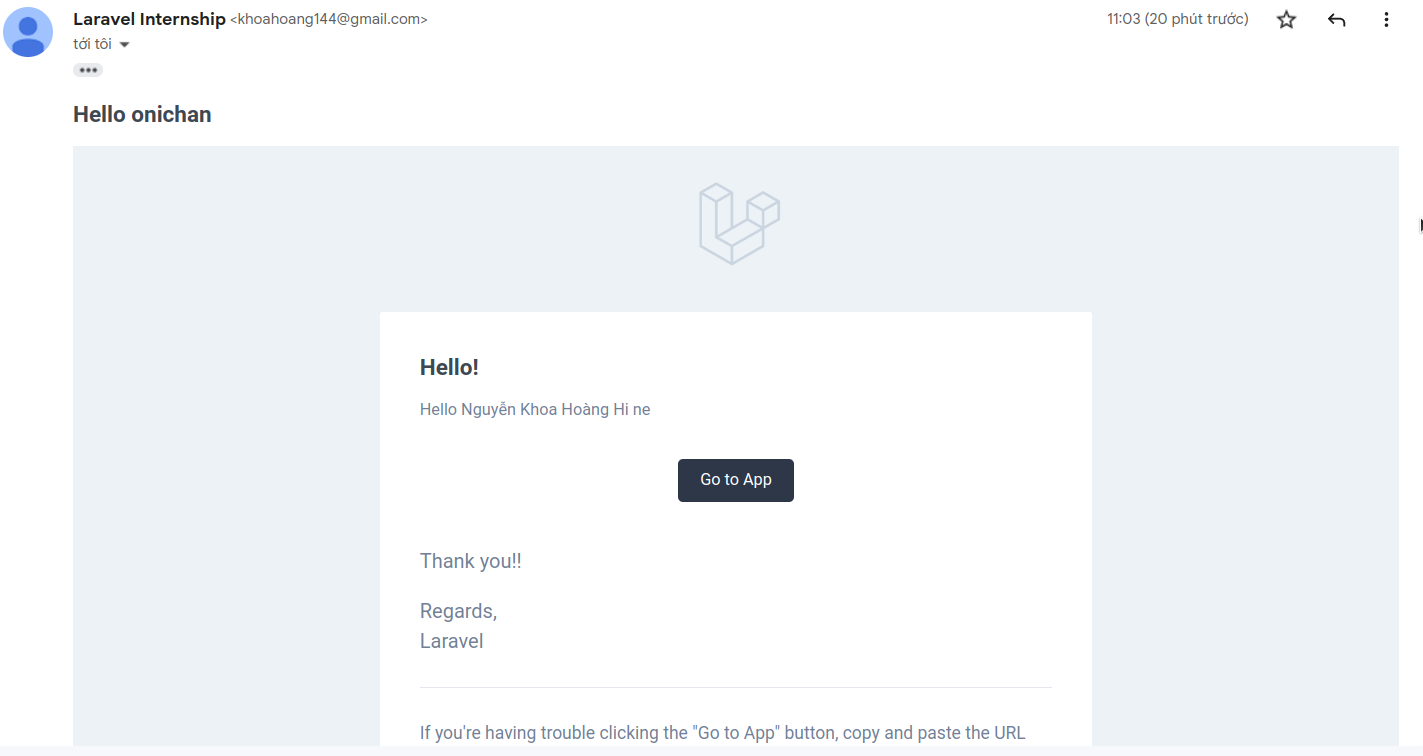 Laravel Internship <khoahoang144@gmail.com>
11:03 (20 phút trước)
tới tôi
Hello onichan
Hello!
Hello Nguyễn Khoa Hoàng Hi ne
Go to App
Thank you!!
Regards,
Laravel
If you're having trouble clicking the "Go to App" button, copy and paste the URL